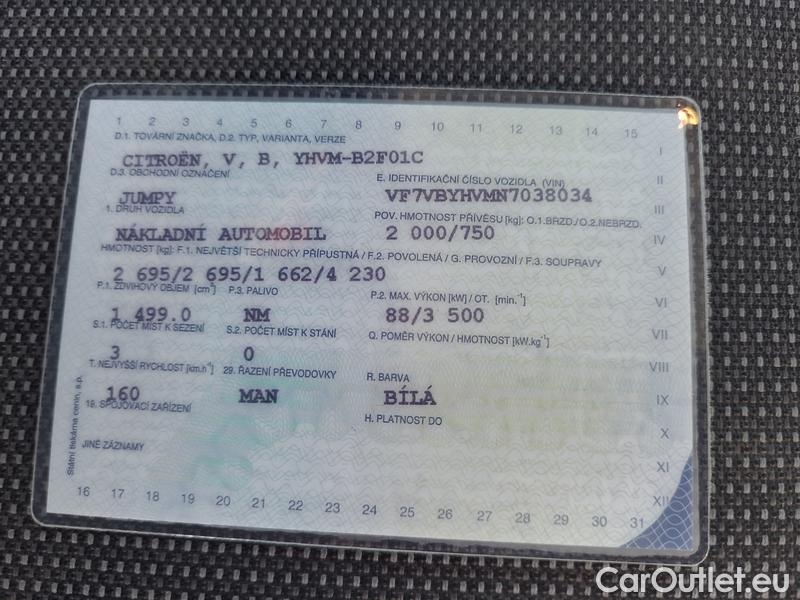 1 2 3 4 5 6 7 8 9 10 11 12 13 14 15
D.1. TOVÁRNÍ ZNAČKA, D.2. TYP, VARIANTA, VERZE
I
CITROËN, V, B, YHVM-B2F01C
D.3. OBCHODNÍ OZNAČENÍ
E. IDENTIFIKAČNÍ ČÍSLO VOZIDLA (VIN)
II
JUMPY
VF7VBYHVMN7038034
1. DRUH VOZIDLA
POV. HMOTNOST PŘÍVĚSU [kg]: O.1.BRZD./O.2.NEBRZD.
III
NÁKLADNÍ AUTOMOBIL
2 000/750
IV
HMOTNOST [kg]: F.1. NEJVĚTŠÍ TECHNICKY PŘÍPUSTNÁ / F.2. POVOLENÁ / G. PROVOZNÍ / F.3. SOUPRAVY
2 695/2 695/1 662/4 230
V
P.1. ZDVIHOVÝ OBJEM [cm³]
P.3. PALIVO
P.2. MAX. VÝKON [kW] / OT. [min.⁻¹]
VI
1 499.0
NM
88/3 500
S.1. POČET MÍST K SEZENÍ
S.2. POČET MÍST K STÁNÍ
Q. POMĚR VÝKON / HMOTNOST [kW.kg⁻¹]
VII
3
0
T. NEJVYŠŠÍ RYCHLOST [km.h⁻¹]
29. ŘAZENÍ PŘEVODOVKY
R. BARVA
VIII
160
MAN
BÍLÁ
IX
19. SPOJOVACÍ ZAŘÍZENÍ
H. PLATNOST DO
X
JINÉ ZÁZNAMY
XI
XII
Státní tiskárna cenin, s.p.
16 17 18 19 20 21 22 23 24 25 26 27 28 29 30 31
CarOutlet.eu